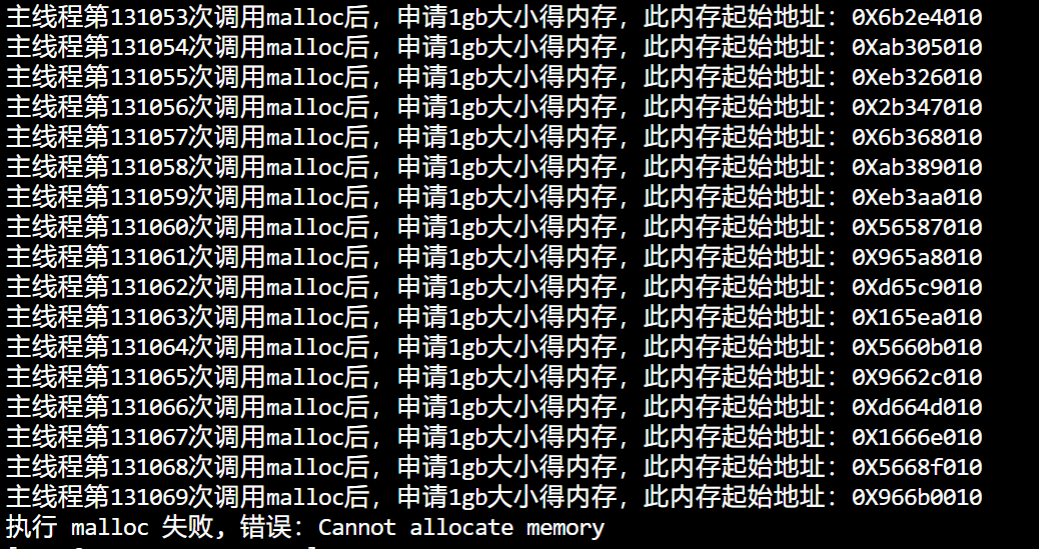 主线程第131053次调用malloc后，申请1gb大小得内存，此内存起始地址：0X6b2e4010
主线程第131054次调用malloc后，申请1gb大小得内存，此内存起始地址：0Xab305010
主线程第131055次调用malloc后，申请1gb大小得内存，此内存起始地址：0Xeb326010
主线程第131056次调用malloc后，申请1gb大小得内存，此内存起始地址：0X2b347010
主线程第131057次调用malloc后，申请1gb大小得内存，此内存起始地址：0X6b368010
主线程第131058次调用malloc后，申请1gb大小得内存，此内存起始地址：0Xab389010
主线程第131059次调用malloc后，申请1gb大小得内存，此内存起始地址：0Xeb3aa010
主线程第131060次调用malloc后，申请1gb大小得内存，此内存起始地址：0X56587010
主线程第131061次调用malloc后，申请1gb大小得内存，此内存起始地址：0X965a8010
主线程第131062次调用malloc后，申请1gb大小得内存，此内存起始地址：0Xd65c9010
主线程第131063次调用malloc后，申请1gb大小得内存，此内存起始地址：0X165ea010
主线程第131064次调用malloc后，申请1gb大小得内存，此内存起始地址：0X5660b010
主线程第131065次调用malloc后，申请1gb大小得内存，此内存起始地址：0X9662c010
主线程第131066次调用malloc后，申请1gb大小得内存，此内存起始地址：0Xd664d010
主线程第131067次调用malloc后，申请1gb大小得内存，此内存起始地址：0X1666e010
主线程第131068次调用malloc后，申请1gb大小得内存，此内存起始地址：0X5668f010
主线程第131069次调用malloc后，申请1gb大小得内存，此内存起始地址：0X966b0010
执行 malloc 失败，错误：Cannot allocate memory